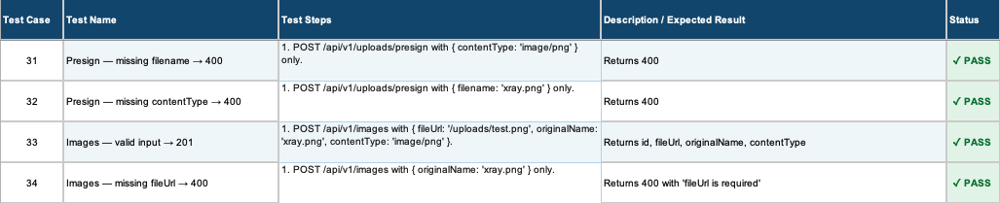 Test Case Test Name Test Steps Description / Expected Result Status
31 Presign — missing filename → 400 1. POST /api/v1/uploads/presign with { contentType: 'image/png' }
only. Returns 400 ✓ PASS
32 Presign — missing contentType → 400 1. POST /api/v1/uploads/presign with { filename: 'xray.png' } only. Returns 400 ✓ PASS
33 Images — valid input → 201 1. POST /api/v1/images with { fileUrl: '/uploads/test.png', originalName:
'xray.png', contentType: 'image/png' }. Returns id, fileUrl, originalName, contentType ✓ PASS
34 Images — missing fileUrl → 400 1. POST /api/v1/images with { originalName: 'xray.png' } only. Returns 400 with 'fileUrl is required' ✓ PASS